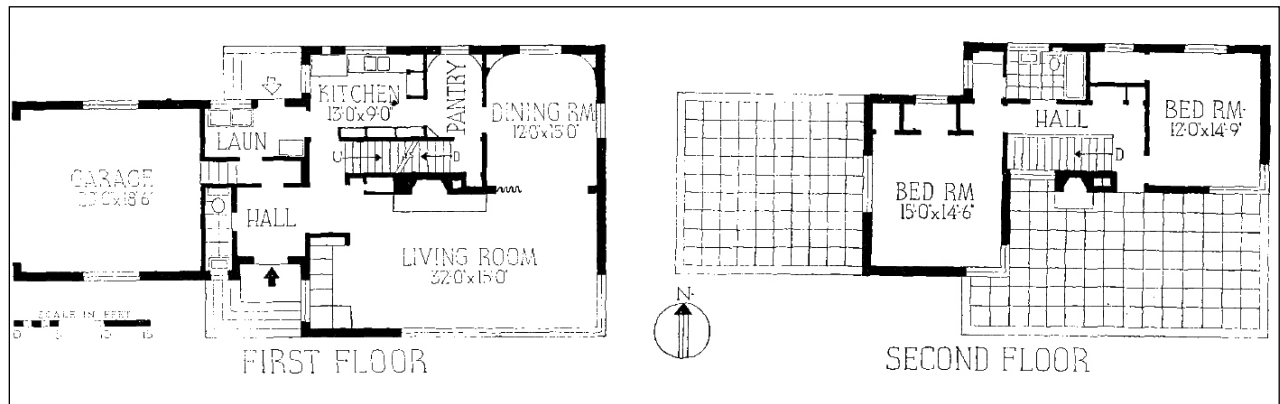 KITCHEN
13'·0"x9'·0"
PANTRY
DINING RM
12'·0"x15'·0"
LAUN
HALL
LIVING ROOM
32'·0"x15'·0"
SCALE IN FEET
0 5 10 15
FIRST FLOOR
GARAGE
D
BED RM·
12'·0"x14'·9"
HALL
D
BED RM
15'·0"x14'·6"
N·
SECOND FLOOR